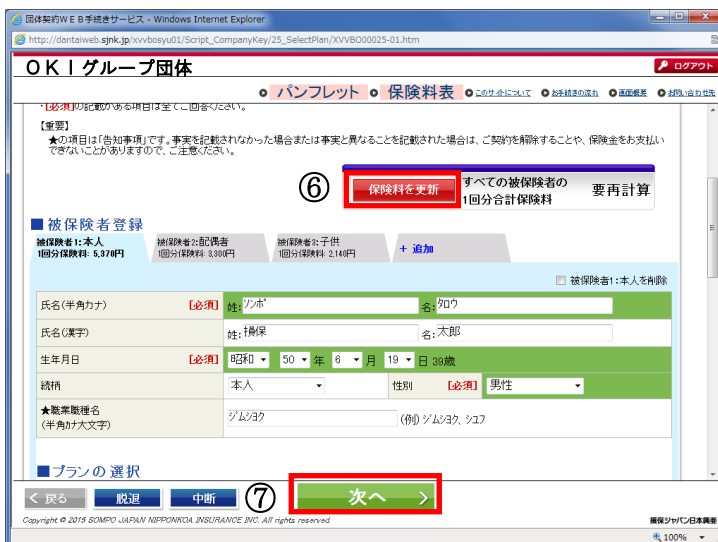 団体契約ＷＥＢ手続きサービス - Windows Internet Explorer
http://dantaiweb.sjnk.jp/xvvbosyu01/Script_CompanyKey/25_SelectPlan/XVVBO00025-01.htm
ＯＫＩグループ団体
ログアウト
パンフレット 保険料表 このサイトについて お手続きの流れ 画面概要 お問い合わせ先
・[必須]の記載がある項目は全てご回答ください。
【重要】
★の項目は「告知事項」です。事実を記載されなかった場合または事実と異なることを記載された場合は、ご契約を解除することや、保険金をお支払い
できないことがありますので、ご注意ください。
⑥ 保険料を更新 すべての被保険者の
1回分合計保険料 要再計算
■被保険者登録
被保険者1:本人 被保険者2:配偶者 被保険者3:子供 + 追加
1回分保険料: 5,370円 1回分保険料: 3,300円 1回分保険料: 2,140円
被保険者1:本人を削除
氏名(半角カナ) [必須] 姓: ｿﾝﾎﾟ 名: ﾀﾛｳ
氏名(漢字) 姓: 損保 名: 太郎
生年月日 [必須] 昭和 50 年 6 月 19 日 39歳
続柄 本人 性別 [必須] 男性
★職業職種名
(半角ｶﾅ大文字) ｼﾞﾑｼﾖｸ (例) ｼﾞﾑｼﾖｸ、ｼﾕﾌ
■プランの選択
< 戻る 脱退 中断 ⑦ 次へ >
Copyright © 2015 SOMPO JAPAN NIPPONKOA INSURANCE INC. All rights reserved.
損保ジャパン日本興亜
100%